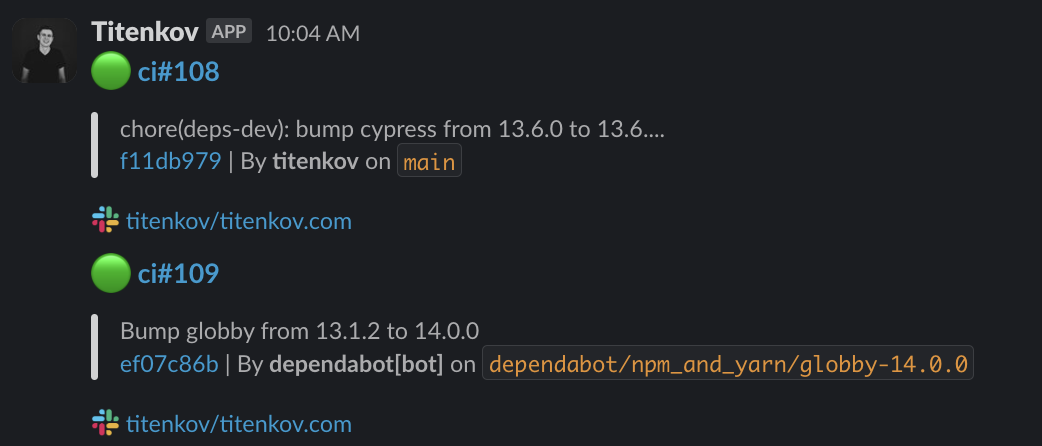 Titenkov APP 10:04 AM
ci#108
chore(deps-dev): bump cypress from 13.6.0 to 13.6....
f11db979 | By titenkov on main
titenkov/titenkov.com
ci#109
Bump globby from 13.1.2 to 14.0.0
ef07c86b | By dependabot[bot] on dependabot/npm_and_yarn/globby-14.0.0
titenkov/titenkov.com